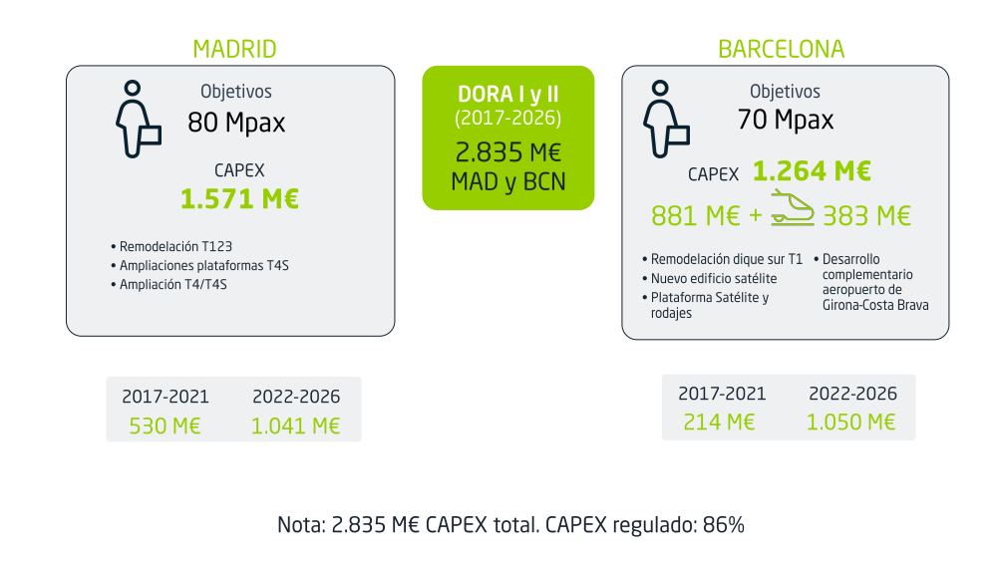 MADRID
Objetivos
80 Mpax
CAPEX
1.571 M€
• Remodelación T123
• Ampliaciones plataformas T4S
• Ampliación T4/T4S
2017-2021 2022-2026
530 M€ 1.041 M€
DORA I y II
(2017-2026)
2.835 M€
MAD y BCN
BARCELONA
Objetivos
70 Mpax
CAPEX 1.264 M€
881 M€ + 383 M€
• Remodelación dique sur T1
• Nuevo edificio satélite
• Plataforma Satélite y
rodajes
• Desarrollo
complementario
aeropuerto de
Girona-Costa Brava
2017-2021 2022-2026
214 M€ 1.050 M€
Nota: 2.835 M€ CAPEX total. CAPEX regulado: 86%